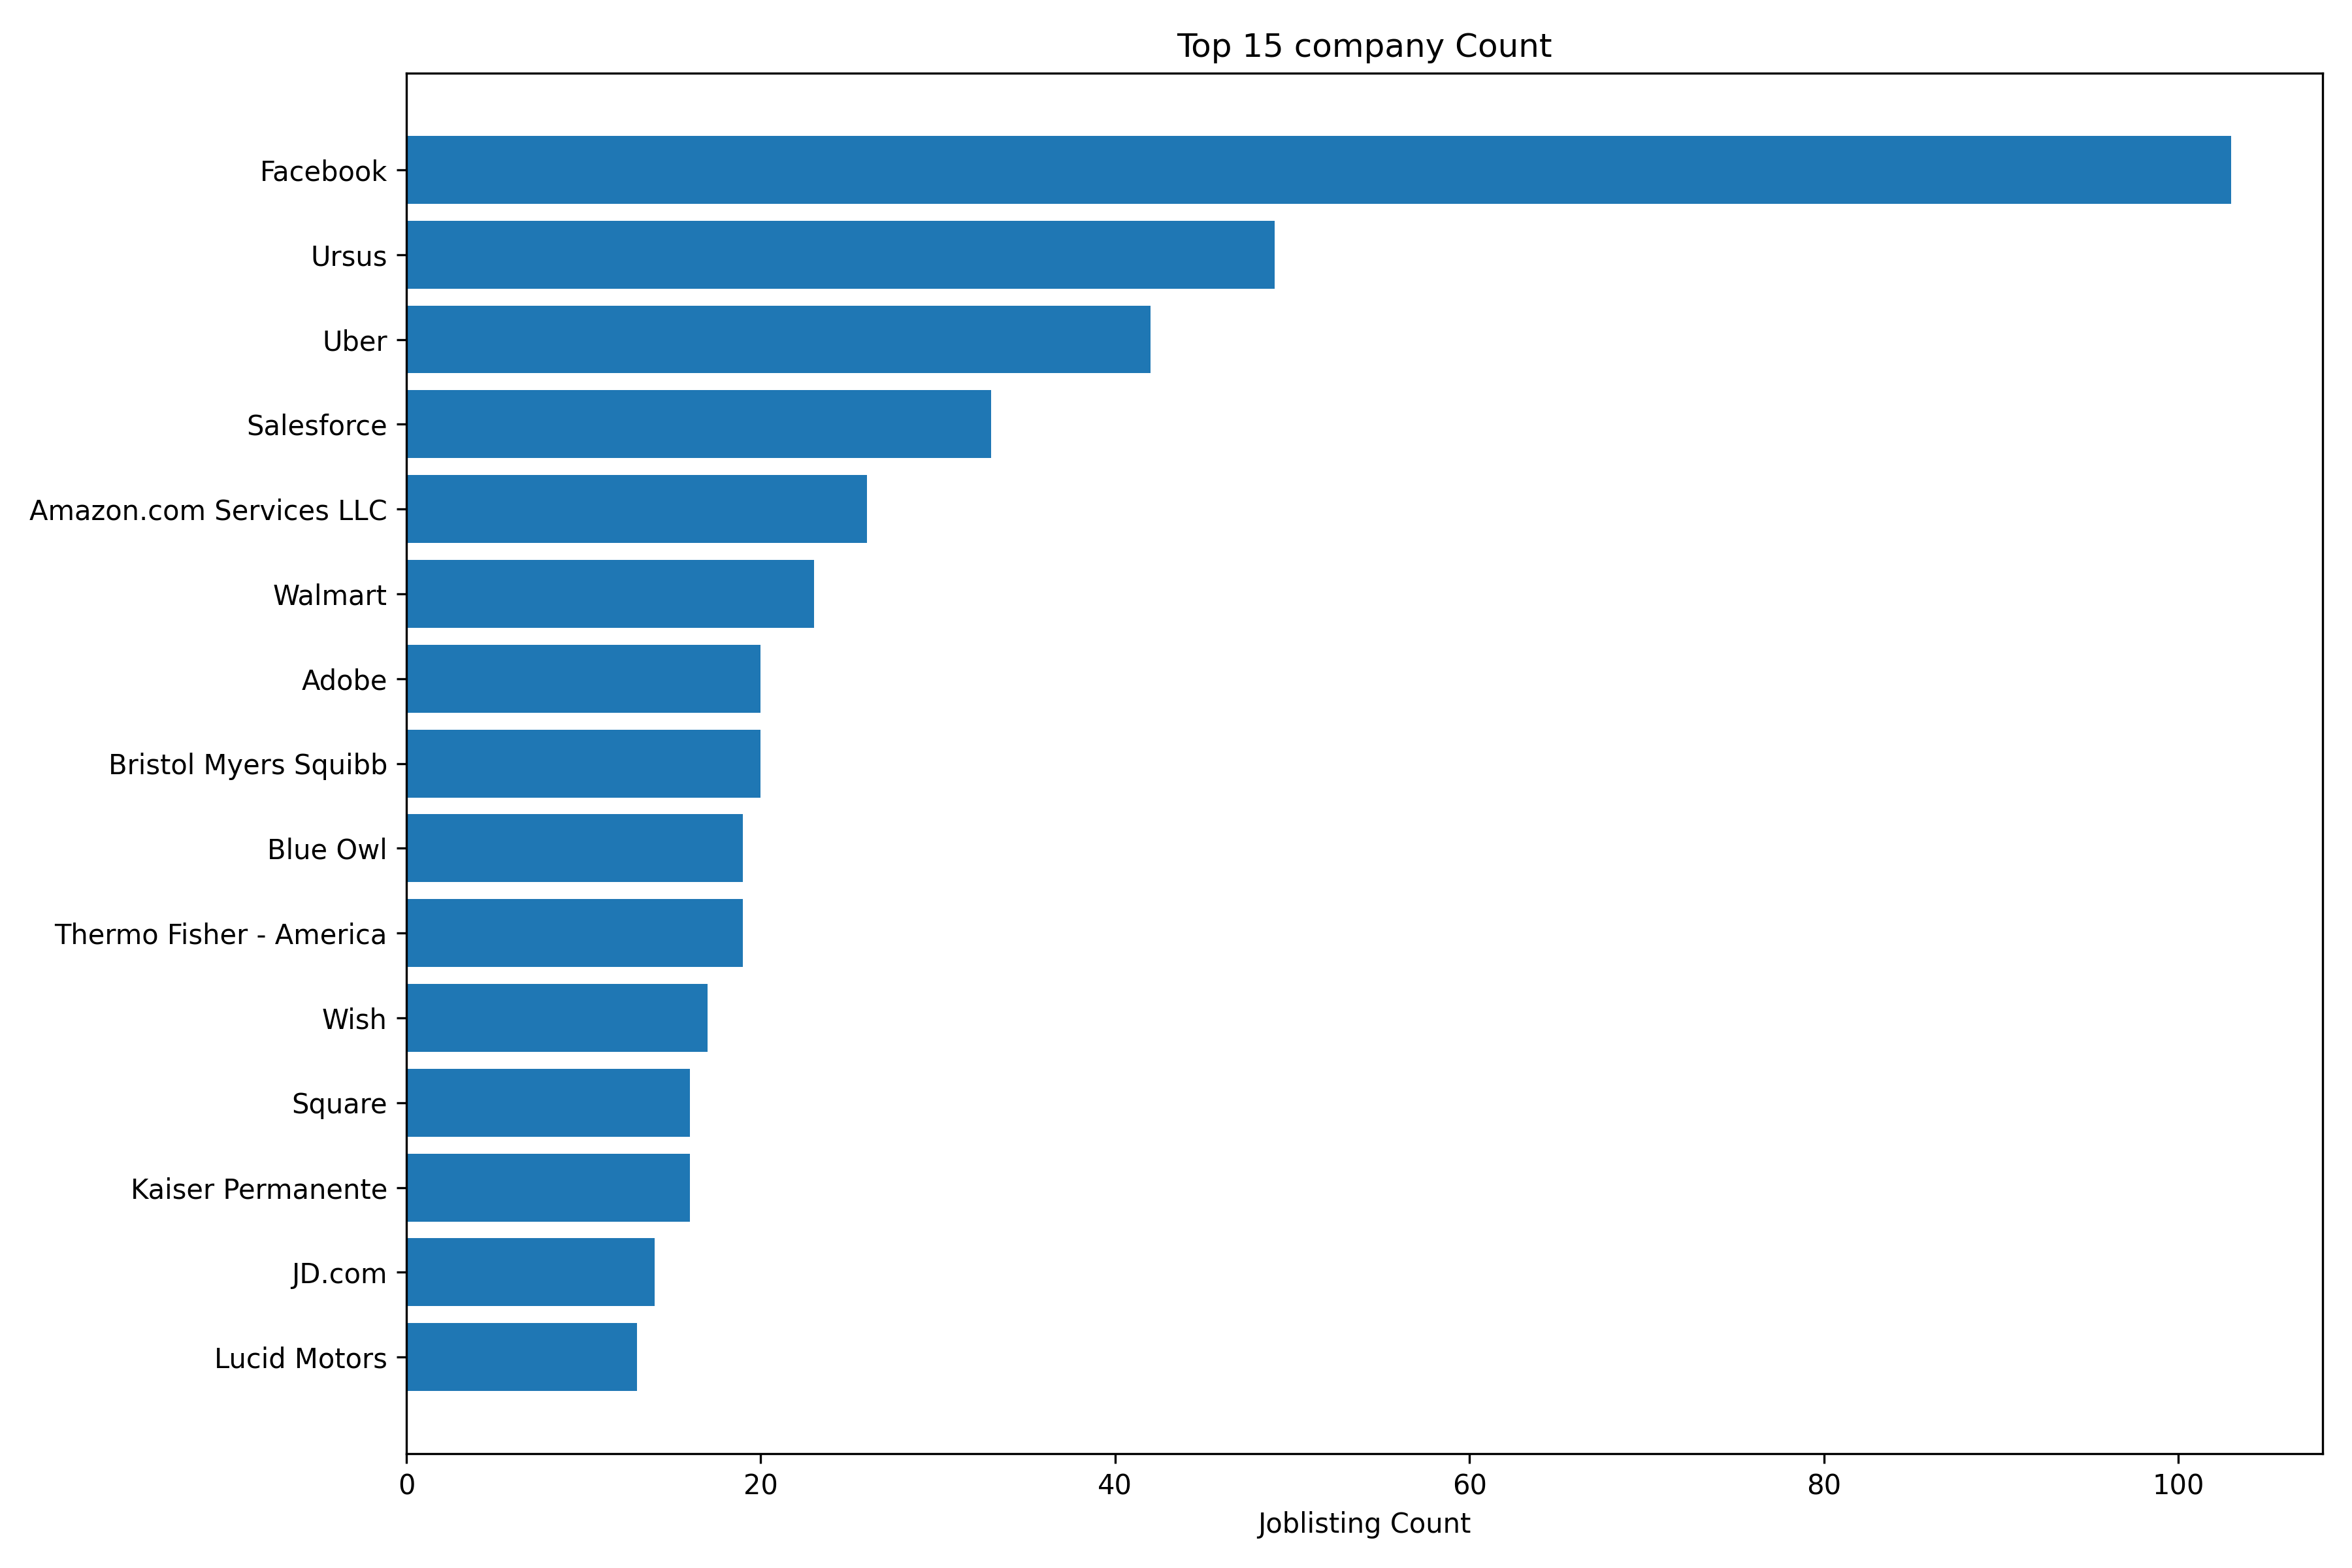 Top 15 company Count
Facebook
Ursus
Uber
Salesforce
Amazon.com Services LLC
Walmart
Adobe
Bristol Myers Squibb
Blue Owl
Thermo Fisher - America
Wish
Square
Kaiser Permanente
JD.com
Lucid Motors
0 20 40 60 80 100
Joblisting Count